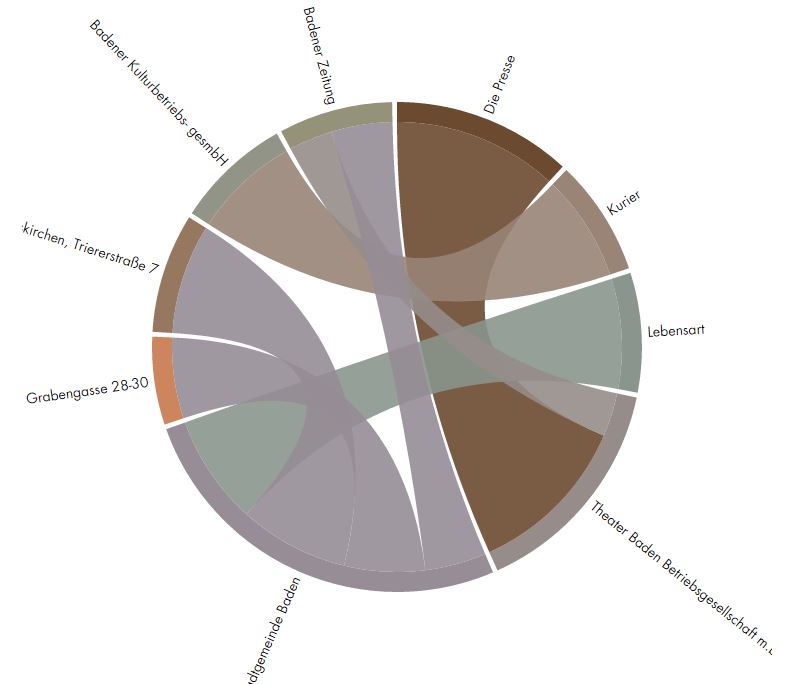 Badener Zeitung
Die Presse
Badener Kulturbetriebs- gesmbH
Kurier
kirchen, Triererstraße 7
Lebensart
Grabengasse 28-30
Theater Baden Betriebsgesellschaft m.
dtgemeinde Baden